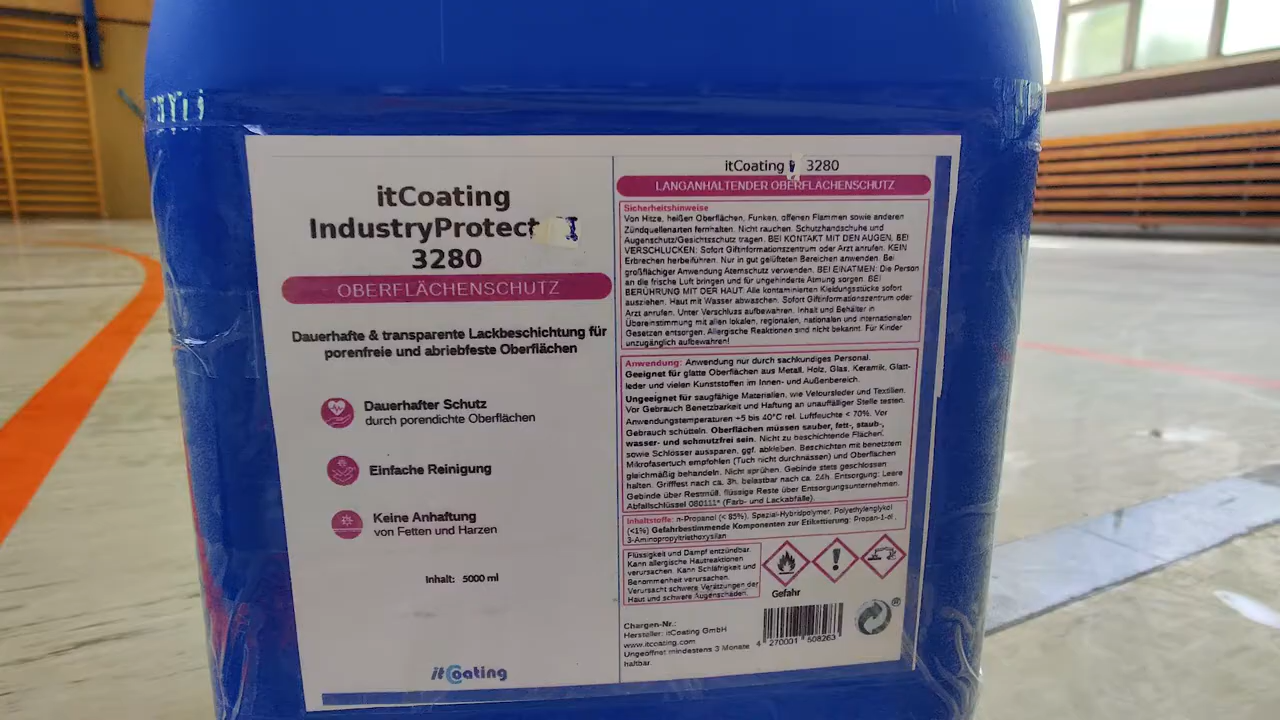 itCoating
IndustryProtect
3280
OBERFLÄCHENSCHUTZ
Dauerhafte & transparente Lackbeschichtung für
porenfreie und abriebfeste Oberflächen
Dauerhafter Schutz
durch porendichte Oberflächen
Einfache Reinigung
Keine Anhaftung
von Fetten und Harzen
Inhalt: 5000 ml
itCoating
itCoating 3280
LANGANHALTENDER OBERFLÄCHENSCHUTZ
Sicherheitshinweise
Von Hitze, heißen Oberflächen, Funken, offenen Flammen sowie anderen
Zündquellenarten fernhalten. Nicht rauchen. Schutzhandschuhe und
Augenschutz/Gesichtsschutz tragen. BEI KONTAKT MIT DEN AUGEN, BEI
VERSCHLUCKEN: Sofort Giftinformationszentrum oder Arzt anrufen. KEIN
Erbrechen herbeiführen. Nur in gut gelüfteten Bereichen anwenden. Bei
großflächiger Anwendung Atemschutz verwenden. BEI EINATMEN: Die Person
an die frische Luft bringen und für ungehinderte Atmung sorgen. BEI
BERÜHRUNG MIT DER HAUT: Alle kontaminierten Kleidungsstücke sofort
ausziehen. Haut mit Wasser abwaschen. Sofort Giftinformationszentrum oder
Arzt anrufen. Unter Verschluss aufbewahren. Inhalt und Behälter in
Übereinstimmung mit allen lokalen, regionalen, nationalen und internationalen
Gesetzen entsorgen. Allergische Reaktionen sind nicht bekannt. Für Kinder
unzugänglich aufbewahren!
Anwendung: Anwendung nur durch sachkundiges Personal.
Geeignet für glatte Oberflächen aus Metall, Holz, Glas, Keramik, Glatt-
leder und vielen Kunststoffen im Innen- und Außenbereich.
Ungeeignet für saugfähige Materialien, wie Veloursleder und Textilien.
Vor Gebrauch Benetzbarkeit und Haftung an unauffälliger Stelle testen.
Anwendungstemperaturen +5 bis 40°C rel. Luftfeuchte < 70%. Vor
Gebrauch schütteln. Oberflächen müssen sauber, fett-, staub-,
wasser- und schmutzfrei sein. Nicht zu beschichtende Flächen,
sowie Schlösser aussparen, ggf. abkleben. Beschichten mit benetztem
Mikrofasertuch empfohlen (Tuch nicht durchnässen) und Oberflächen
gleichmäßig behandeln. Nicht sprühen. Gebinde stets geschlossen
halten. Grifffest nach ca. 3h, belastbar nach ca. 24h. Entsorgung: Leere
Gebinde über Restmüll, flüssige Reste über Entsorgungsunternehmen.
Abfallschlüssel 080111* (Farb- und Lackabfälle).
Inhaltsstoffe: n-Propanol (< 85%), Spezial-Hybridpolymer, Polyethylenglykol
(<1%) Gefahrbestimmende Komponenten zur Etikettierung: Propan-1-ol,
3-Aminopropyltriethoxysilan
Flüssigkeit und Dampf entzündbar.
Kann allergische Hautreaktionen
verursachen. Kann Schläfrigkeit und
Benommenheit verursachen.
Verursacht schwere Verätzungen der
Haut und schwere Augenschäden.
Gefahr
Chargen-Nr.:
Hersteller: itCoating GmbH
www.itcoating.com
Ungeöffnet mindestens 3 Monate
haltbar
4 270001 508263
®